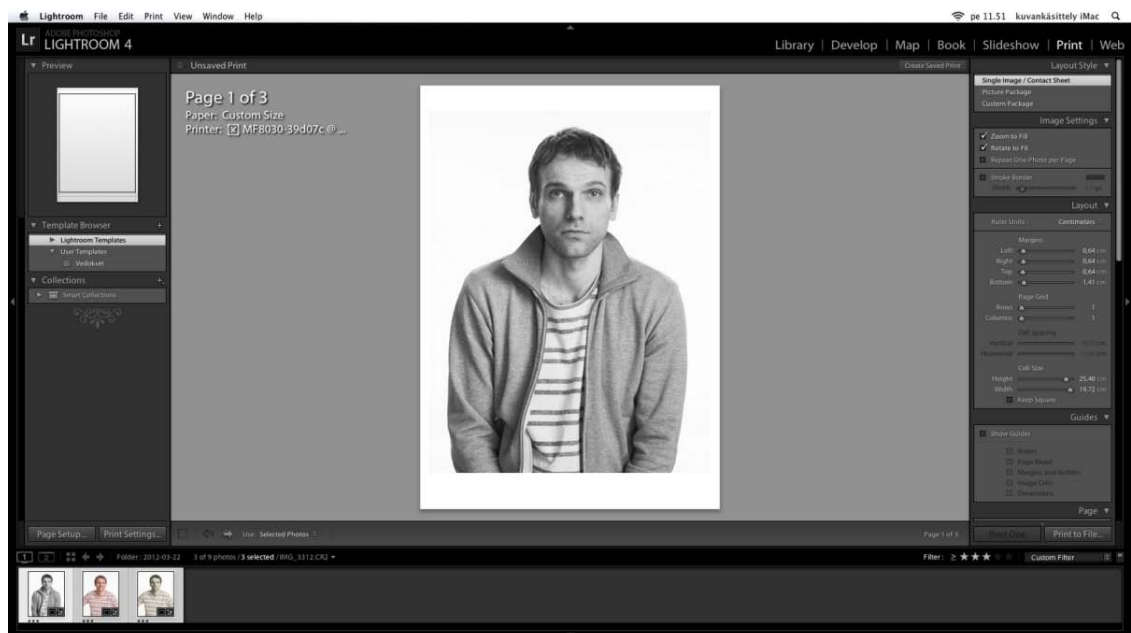 Lightroom File Edit Print View Window Help
pe 11.51 kuvankäsittely iMac
Lr ADOBE PHOTOSHOP
LIGHTROOM 4
Library | Develop | Map | Book | Slideshow | Print | Web
Preview
Unsaved Print
Create Saved Print
Page 1 of 3
Paper: Custom Size
Printer: MF8030-39d07c @ ...
Template Browser +
Lightroom Templates
User Templates
Vedokset
Collections +
Smart Collections
Layout Style
Single Image / Contact Sheet
Picture Package
Custom Package
Image Settings
Zoom to Fill
Rotate to Fit
Repeat One Photo per Page
Stroke Border
Width
Layout
Ruler Units Centimeters
Margins
Left 0,64 cm
Right 0,64 cm
Top 0,64 cm
Bottom 1,41 cm
Page Grid
Rows 1
Columns 1
Cell Spacing
Vertical cm
Horizontal cm
Cell Size
Height 25,40 cm
Width 19,72 cm
Keep Square
Guides
Show Guides
Rulers
Page Bleed
Margins and Gutters
Image Cells
Dimensions
Page
Page Setup... Print Settings...
Use: Selected Photos
Page 1 of 3
Print One Print to File...
1 2 Folder: 2012-03-22 3 of 9 photos / 3 selected / IMG_3312.CR2
Filter: ≥ ★ ★ ★ Custom Filter